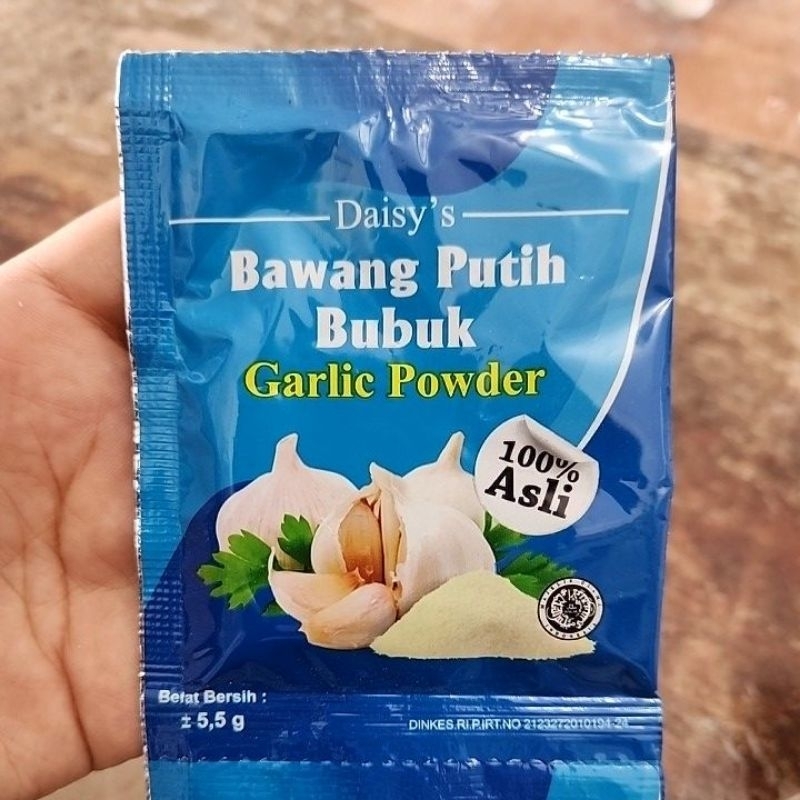 Daisy's
Bawang Putih
Bubuk
Garlic Powder
100%
Asli
Berat Bersih :
± 5,5 g
DINKES.RI.P.IRT.NO 2123272010194-24